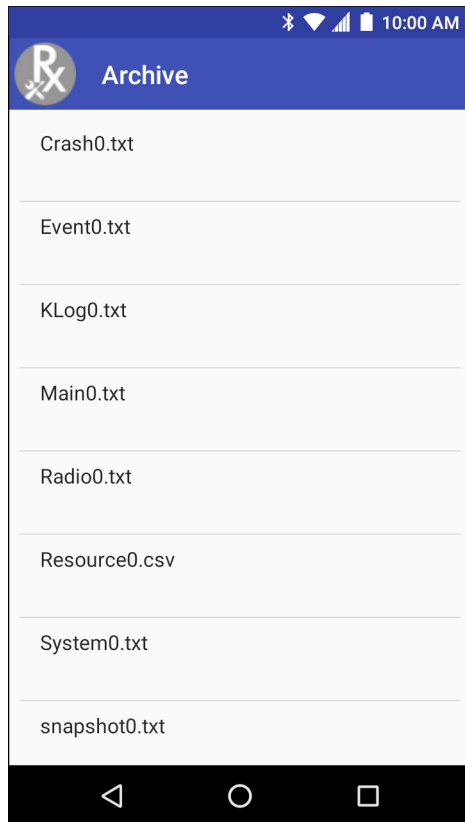 10:00 AM
Rx
Archive
Crash0.txt
Event0.txt
KLog0.txt
Main0.txt
Radio0.txt
Resource0.csv
System0.txt
snapshot0.txt